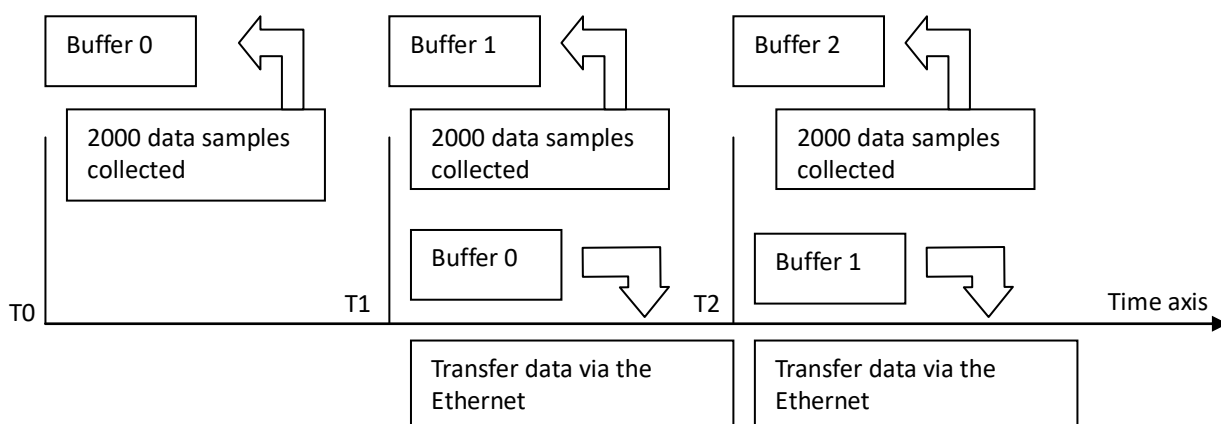 Buffer 0
Buffer 1
Buffer 2
2000 data samples
collected
2000 data samples
collected
2000 data samples
collected
Buffer 0
Buffer 1
T0
T1
T2
Time axis
Transfer data via the
Ethernet
Transfer data via the
Ethernet